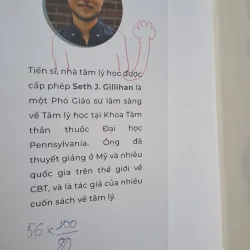 Tiến sĩ, nhà tâm lý học được
cấp phép Seth J. Gillihan là
một Phó Giáo sư lâm sàng
về Tâm lý học tại Khoa Tâm
thần thuộc Đại học
Pennsylvania. Ông đã
thuyết giảng ở Mỹ và nhiều
quốc gia trên thế giới về
CBT, và là tác giả của nhiều
cuốn sách về tâm lý.
56 × 100
80